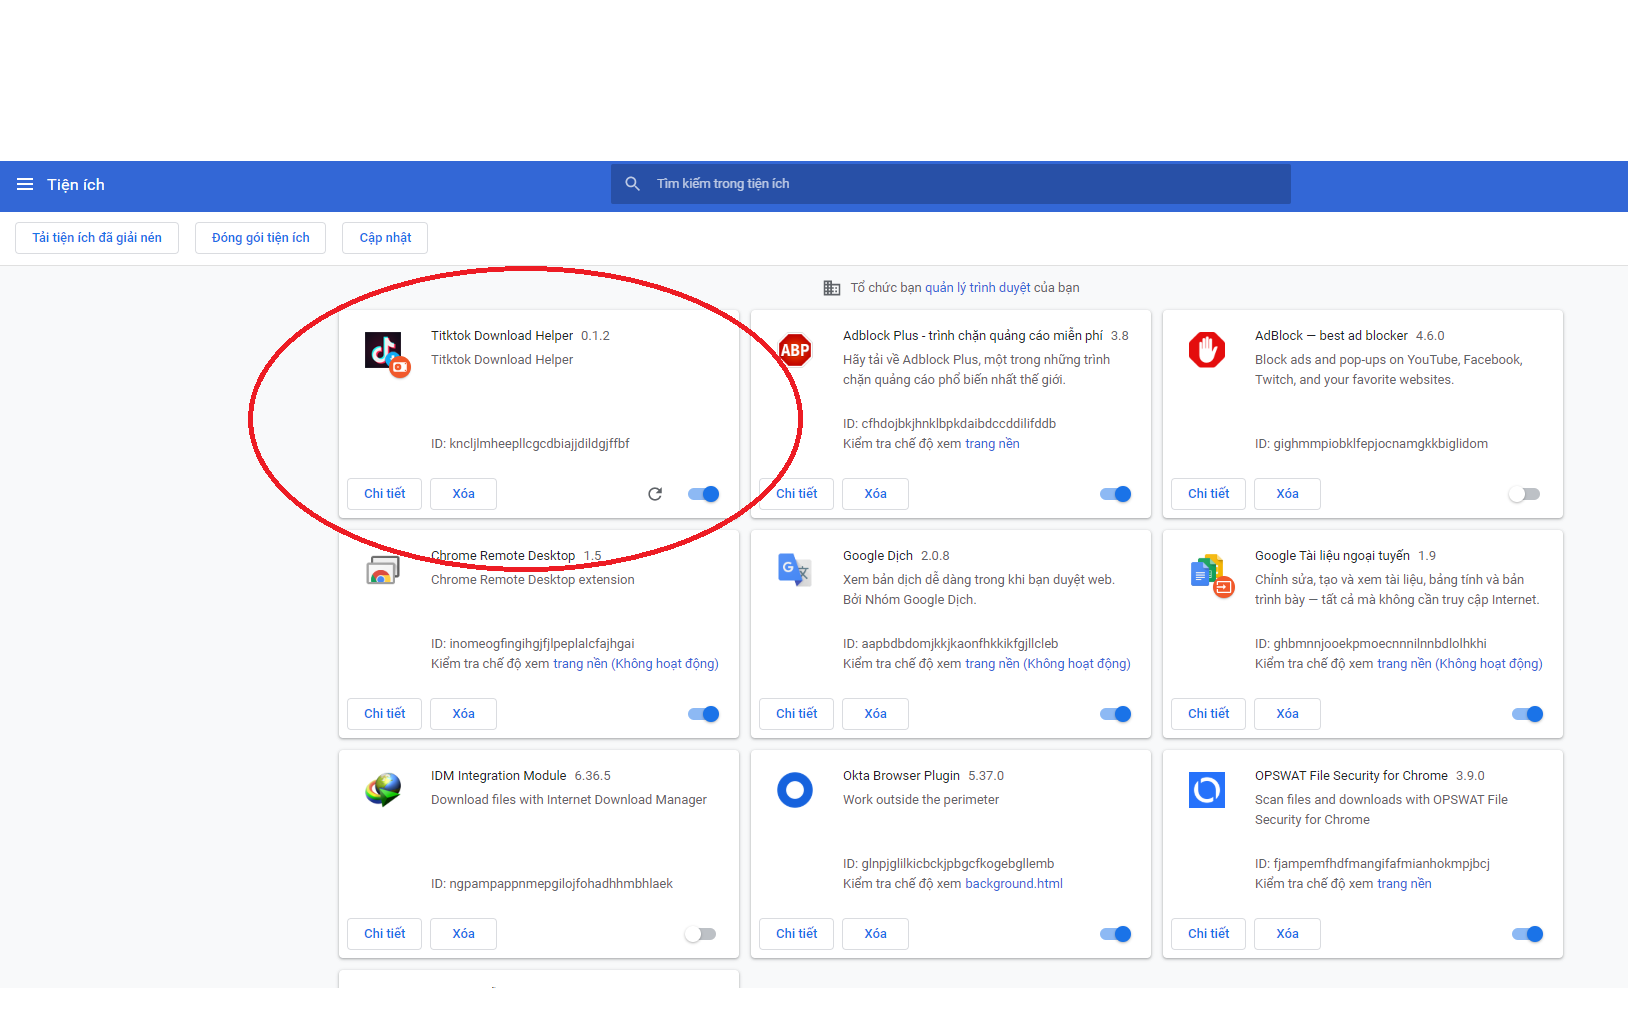 Tiện ích
Tìm kiếm trong tiện ích
Tải tiện ích đã giải nén
Đóng gói tiện ích
Cập nhật
Tổ chức bạn quản lý trình duyệt của bạn
Titktok Download Helper 0.1.2
Titktok Download Helper
ID: kncljlmheepllcgcdbiajjdildgjffbf
Chi tiết
Xóa
ABP
Adblock Plus - trình chặn quảng cáo miễn phí 3.8
Hãy tải về Adblock Plus, một trong những trình
chặn quảng cáo phổ biến nhất thế giới.
ID: cfhdojbkjhnklbpkdaibdccddilifddb
Kiểm tra chế độ xem trang nền
Chi tiết
Xóa
AdBlock — best ad blocker 4.6.0
Block ads and pop-ups on YouTube, Facebook,
Twitch, and your favorite websites.
ID: gighmmpiobklfepjocnamgkkbiglidom
Chi tiết
Xóa
Chrome Remote Desktop 1.5
Chrome Remote Desktop extension
ID: inomeogfingihgjfjlpeplalcfajhgai
Kiểm tra chế độ xem trang nền (Không hoạt động)
Chi tiết
Xóa
Google Dịch 2.0.8
Xem bản dịch dễ dàng trong khi bạn duyệt web.
Bởi Nhóm Google Dịch.
ID: aapbdbdomjkkjkaonfhkkikfgjllcleb
Kiểm tra chế độ xem trang nền (Không hoạt động)
Chi tiết
Xóa
Google Tài liệu ngoại tuyến 1.9
Chỉnh sửa, tạo và xem tài liệu, bảng tính và bản
trình bày — tất cả mà không cần truy cập Internet.
ID: ghbmnnjooekpmoecnnnilnnbdlolhkhi
Kiểm tra chế độ xem trang nền (Không hoạt động)
Chi tiết
Xóa
IDM Integration Module 6.36.5
Download files with Internet Download Manager
ID: ngpampappnmepgilojfohadhhmbhlaek
Chi tiết
Xóa
Okta Browser Plugin 5.37.0
Work outside the perimeter
ID: glnpjglilkicbckjpbgcfkogebgllemb
Kiểm tra chế độ xem background.html
Chi tiết
Xóa
OPSWAT File Security for Chrome 3.9.0
Scan files and downloads with OPSWAT File
Security for Chrome
ID: fjampemfhdfmangifafmianhokmpjbcj
Kiểm tra chế độ xem trang nền
Chi tiết
Xóa